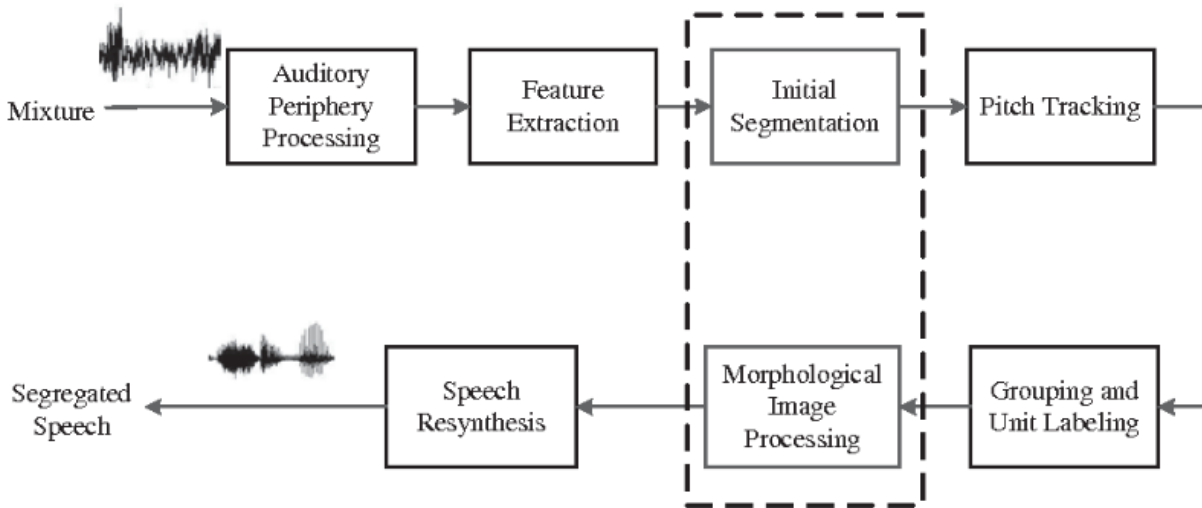 Mixture
Auditory
Periphery
Processing
Feature
Extraction
Initial
Segmentation
Pitch Tracking
Segregated
Speech
Speech
Resynthesis
Morphological
Image
Processing
Grouping and
Unit Labeling